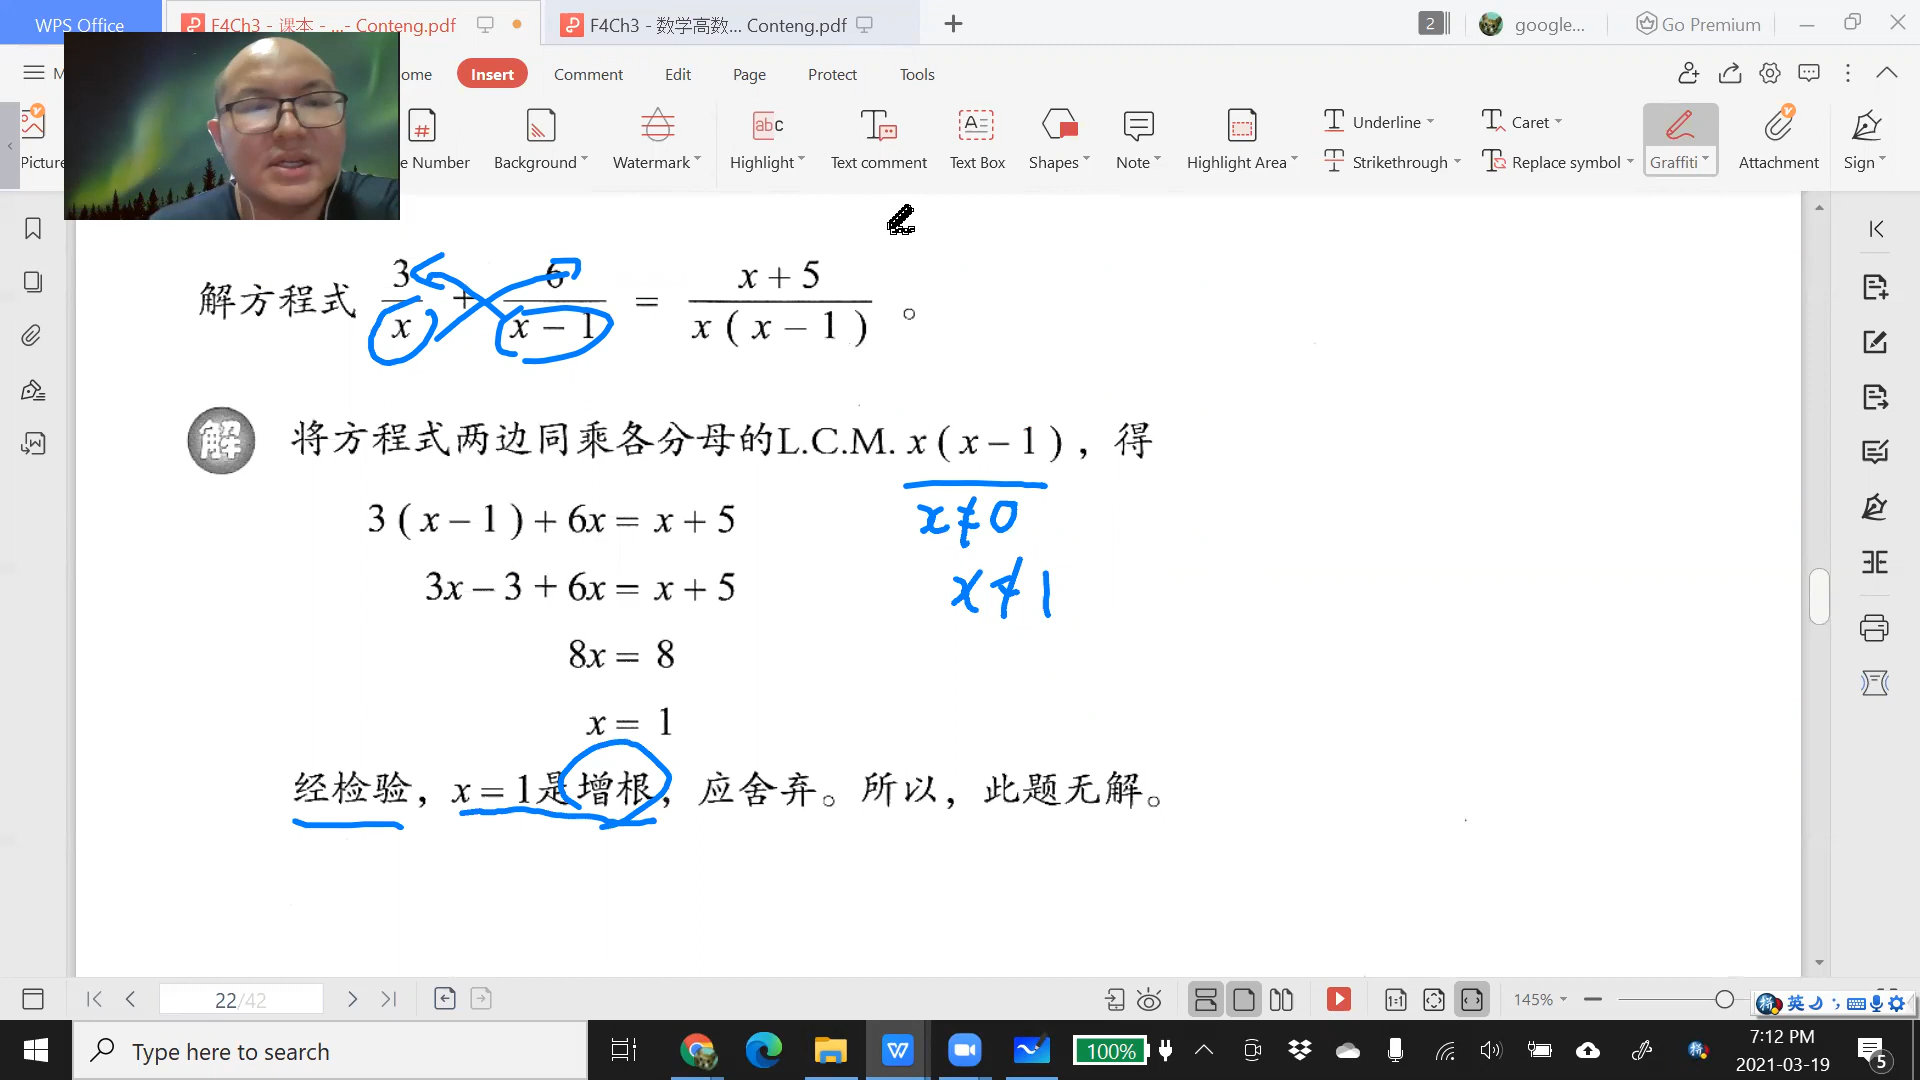 WPS Office
F4Ch3 - 课本 - ...- Conteng.pdf
F4Ch3 - 数学高数... Conteng.pdf
2
google...
Go Premium
Insert
Comment
Edit
Page
Protect
Tools
Picture
Background
Watermark
Highlight
Text comment
Text Box
Shapes
Note
Highlight Area
Underline
Strikethrough
Caret
Replace symbol
Graffiti
Attachment
Sign
解方程式 3/x + 6/(x − 1) = (x + 5)/(x ( x − 1 )) 。
解 将方程式两边同乘各分母的L.C.M. x ( x − 1 ) ，得
3 ( x − 1 ) + 6x = x + 5
x ≠ 0
3x − 3 + 6x = x + 5
x ≠ 1
8x = 8
x = 1
经检验，x = 1是增根，应舍弃。所以，此题无解。
22/42
145%
英
Type here to search
100%
7:12 PM
2021-03-19
5